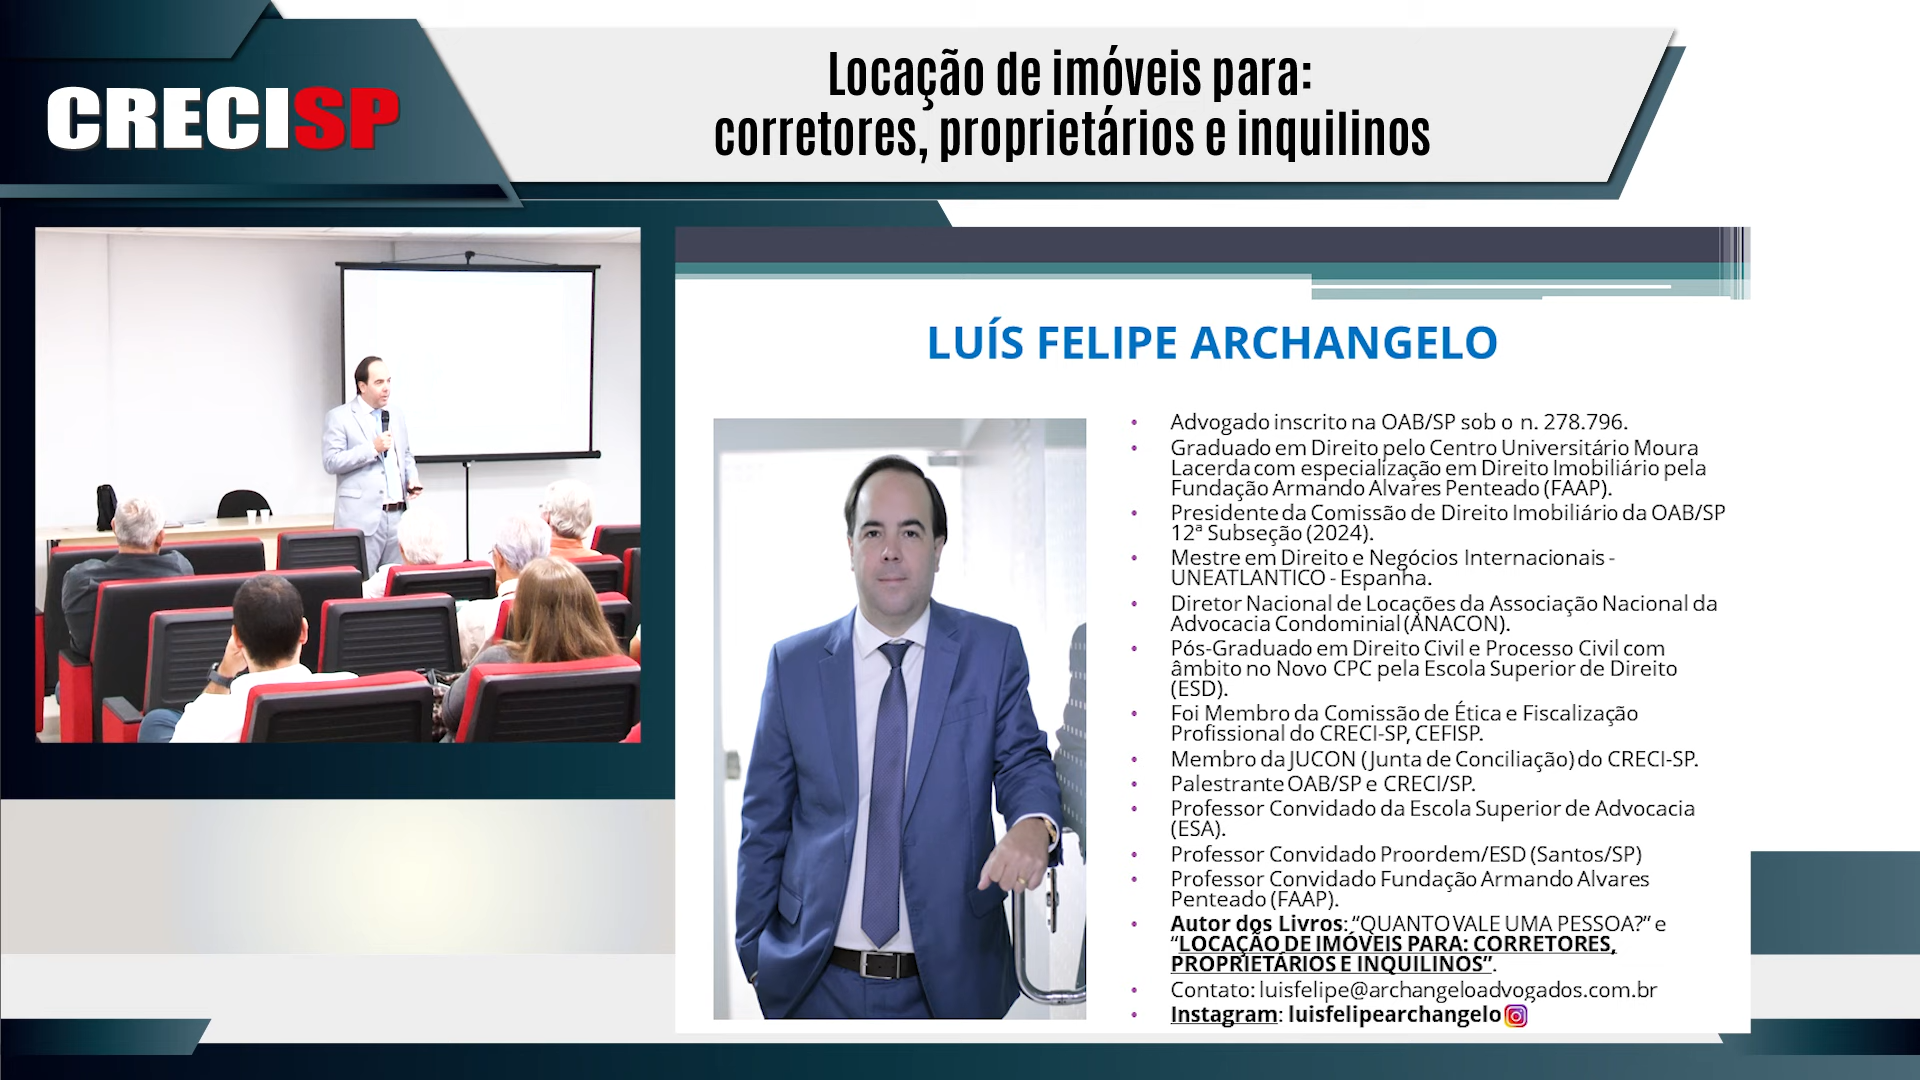 CRECISP
Locação de imóveis para:
corretores, proprietários e inquilinos
LUÍS FELIPE ARCHANGELO
• Advogado inscrito na OAB/SP sob o n. 278.796.
• Graduado em Direito pelo Centro Universitário Moura
Lacerda com especialização em Direito Imobiliário pela
Fundação Armando Alvares Penteado (FAAP).
• Presidente da Comissão de Direito Imobiliário da OAB/SP
12ª Subseção (2024).
• Mestre em Direito e Negócios Internacionais -
UNEATLANTICO - Espanha.
• Diretor Nacional de Locações da Associação Nacional da
Advocacia Condominial (ANACON).
• Pós-Graduado em Direito Civil e Processo Civil com
âmbito no Novo CPC pela Escola Superior de Direito
(ESD).
• Foi Membro da Comissão de Ética e Fiscalização
Profissional do CRECI-SP, CEFISP.
• Membro da JUCON (Junta de Conciliação) do CRECI-SP.
• Palestrante OAB/SP e CRECI/SP.
• Professor Convidado da Escola Superior de Advocacia
(ESA).
• Professor Convidado Proordem/ESD (Santos/SP)
• Professor Convidado Fundação Armando Alvares
Penteado (FAAP).
• Autor dos Livros: “QUANTO VALE UMA PESSOA?” e
“LOCAÇÃO DE IMÓVEIS PARA: CORRETORES,
PROPRIETÁRIOS E INQUILINOS”.
• Contato: luisfelipe@archangeloadvogados.com.br
• Instagram: luisfelipearchangelo